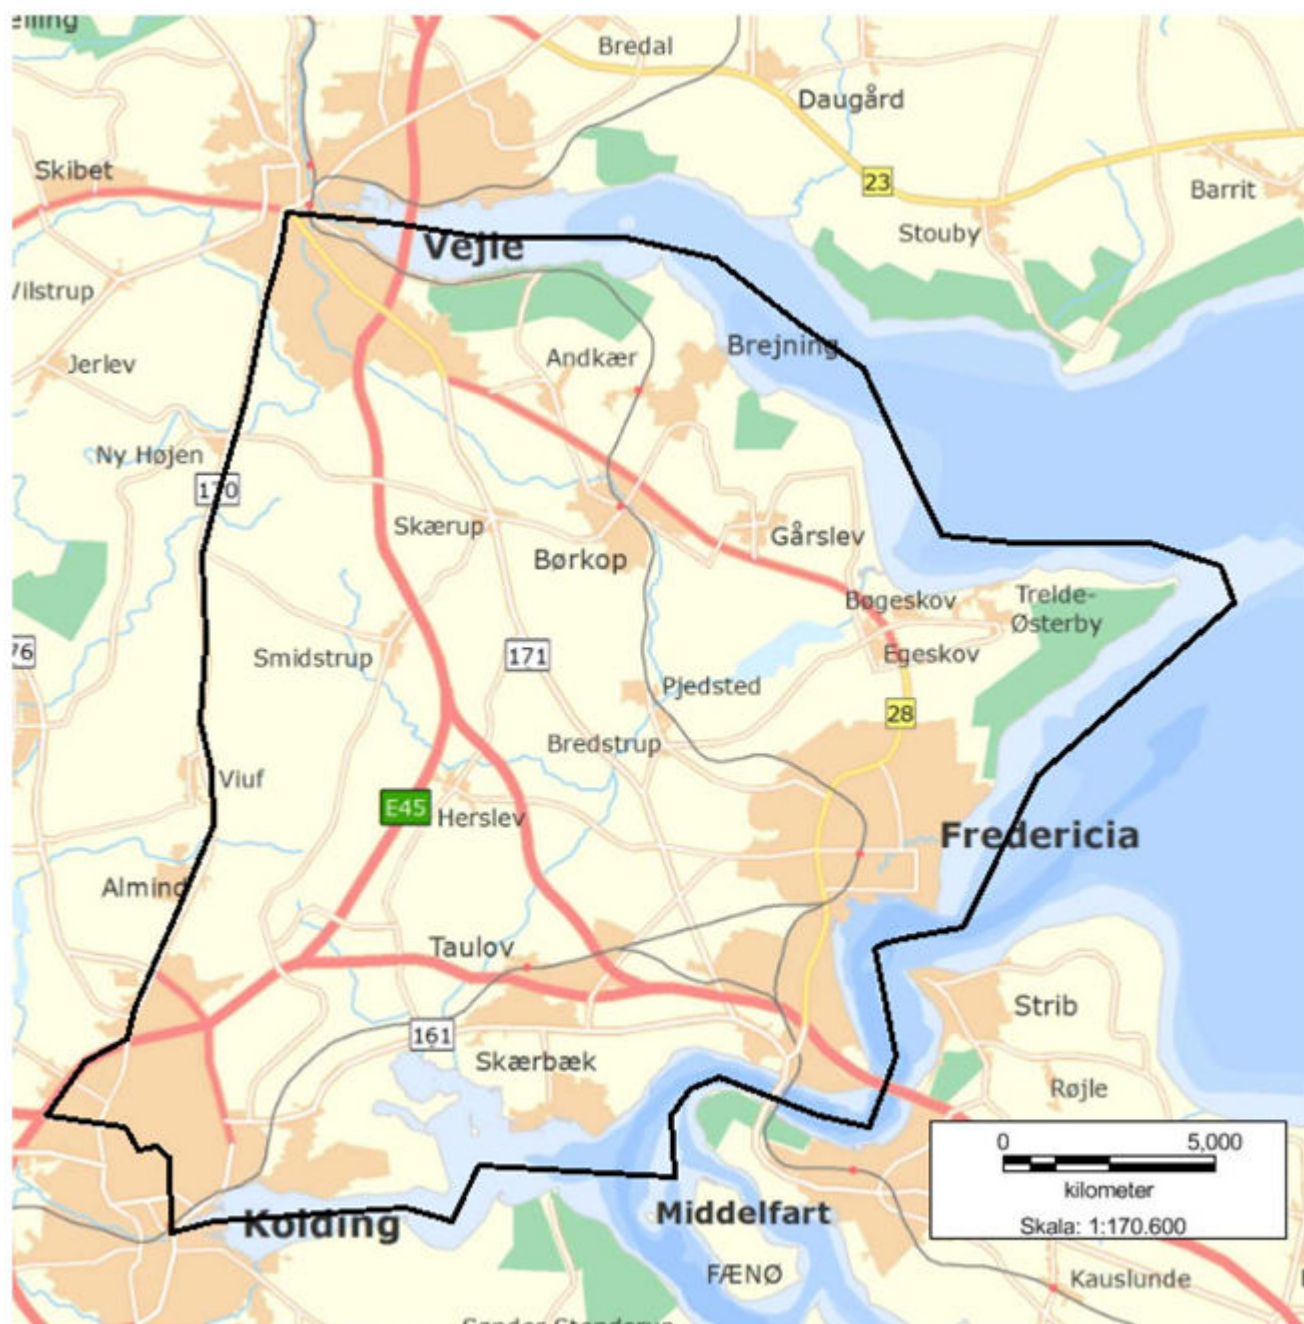 Bredal
Daugård
Skibet
23
Barrit
Stouby
Vejle
Vilstrup
Brejning
Andkær
Jerlev
Ny Højen
170
Skærup
Gårslev
Børkop
Bøgeskov
Trelde-
Østerby
Smidstrup
171
Egeskov
76
Pjedsted
28
Bredstrup
Viuf
E45
Herslev
Fredericia
Almind
Taulov
Strib
161
Skærbæk
Røjle
0 5,000
kilometer
Skala: 1:170.600
Middelfart
Kolding
FÆNØ
Kauslunde